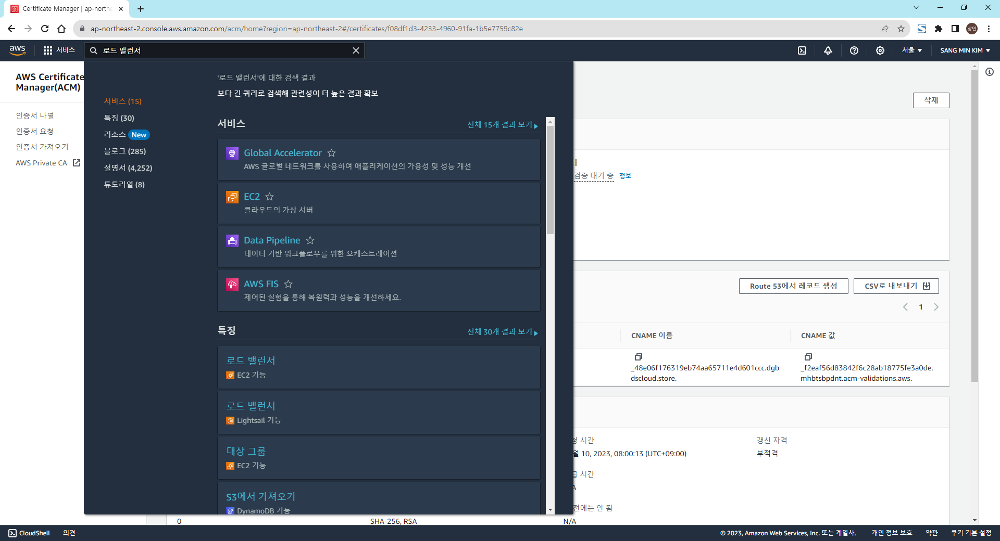 Certificate Manager | ap-northe
ap-northeast-2.console.aws.amazon.com/acm/home?region=ap-northeast-2#/certificates/f08df1d3-4233-4960-91fa-1b5e7759c82e
상민
aws
서비스
로드 밸런서
서울
SANG MIN KIM
AWS Certificate
Manager(ACM)
인증서 나열
인증서 요청
인증서 가져오기
AWS Private CA
서비스 (15)
특징 (30)
리소스 New
블로그 (285)
설명서 (4,252)
튜토리얼 (8)
'로드 밸런서'에 대한 검색 결과
보다 긴 쿼리로 검색해 관련성이 더 높은 결과 확보
서비스
전체 15개 결과 보기
Global Accelerator
AWS 글로벌 네트워크를 사용하여 애플리케이션의 가용성 및 성능 개선
EC2
클라우드의 가상 서버
Data Pipeline
데이터 기반 워크플로우를 위한 오케스트레이션
AWS FIS
제어된 실험을 통해 복원력과 성능을 개선하세요.
특징
전체 30개 결과 보기
로드 밸런서
EC2 기능
로드 밸런서
Lightsail 기능
대상 그룹
EC2 기능
S3에서 가져오기
DynamoDB 기능
삭제
검증 대기 중 정보
Route 53에서 레코드 생성
CSV로 내보내기
1
CNAME 이름
CNAME 값
_48e06f176319eb74aa65711e4d601ccc.dgb
dscloud.store.
_f2eaf56d83842f6c28ab18775fe3a0de.
mhbtsbpdnt.acm-validations.aws.
시간
갱신 자격
월 10, 2023, 08:00:13 (UTC+09:00)
부적격
시간
전에는 안 됨
0
SHA-256, RSA
N/A
CloudShell
의견
© 2023, Amazon Web Services, Inc. 또는 계열사.
개인 정보 보호
약관
쿠키 기본 설정